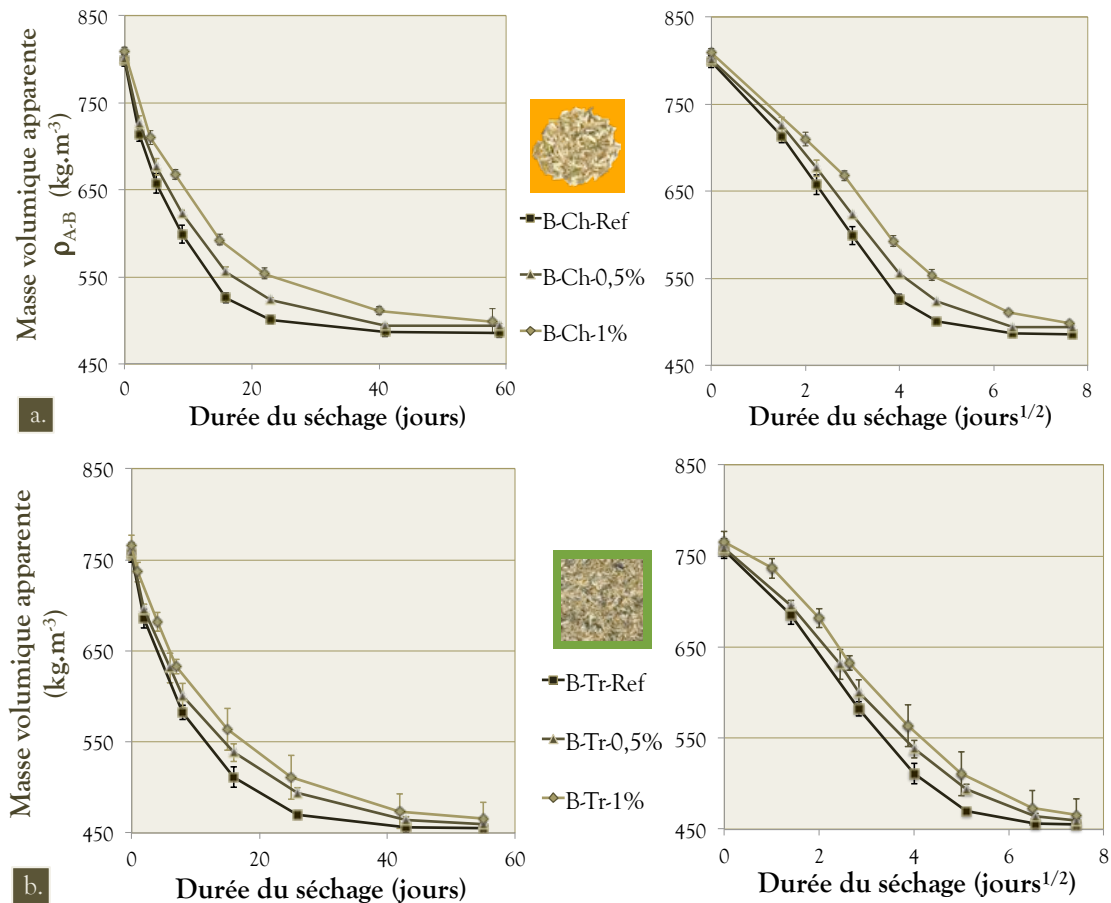 850
750
650
550
450
0
20
40
60
Masse volumique apparente
ρA-B (kg.m-3)
Durée du séchage (jours)
a.
B-Ch-Ref
B-Ch-0,5%
B-Ch-1%
850
750
650
550
450
0
2
4
6
8
Durée du séchage (jours1/2)
850
750
650
550
450
0
20
40
60
Masse volumique apparente
(kg.m-3)
Durée du séchage (jours)
b.
B-Tr-Ref
B-Tr-0,5%
B-Tr-1%
850
750
650
550
450
0
2
4
6
8
Durée du séchage (jours1/2)